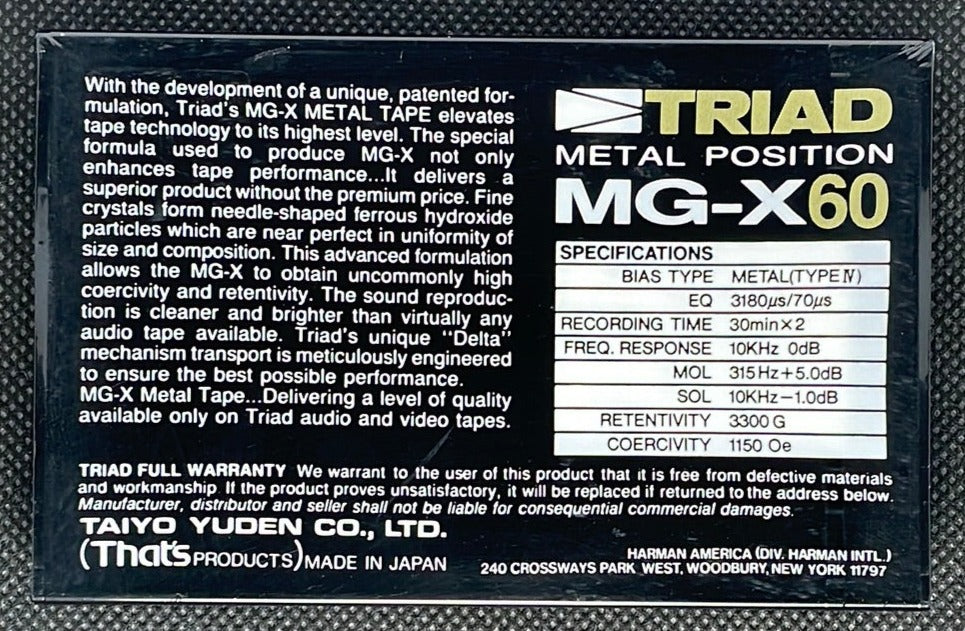 With the development of a unique, patented for-
mulation, Triad's MG-X METAL TAPE elevates
tape technology to its highest level. The special
formula used to produce MG-X not only
enhances tape performance...It delivers a
superior product without the premium price. Fine
crystals form needle-shaped ferrous hydroxide
particles which are near perfect in uniformity of
size and composition. This advanced formulation
allows the MG-X to obtain uncommonly high
coercivity and retentivity. The sound reproduc-
tion is cleaner and brighter than virtually any
audio tape available. Triad's unique "Delta"
mechanism transport is meticulously engineered
to ensure the best possible performance.
MG-X Metal Tape...Delivering a level of quality
available only on Triad audio and video tapes.
TRIAD
METAL POSITION
MG-X60
SPECIFICATIONS
BIAS TYPE METAL(TYPE IV)
EQ 3180µs/70µs
RECORDING TIME 30min×2
FREQ. RESPONSE 10KHz 0dB
MOL 315Hz+5.0dB
SOL 10KHz−1.0dB
RETENTIVITY 3300 G
COERCIVITY 1150 Oe
TRIAD FULL WARRANTY We warrant to the user of this product that it is free from defective materials
and workmanship. If the product proves unsatisfactory, it will be replaced if returned to the address below.
Manufacturer, distributor and seller shall not be liable for consequential commercial damages.
TAIYO YUDEN CO., LTD.
(That's PRODUCTS) MADE IN JAPAN
HARMAN AMERICA (DIV. HARMAN INTL.)
240 CROSSWAYS PARK WEST, WOODBURY, NEW YORK 11797